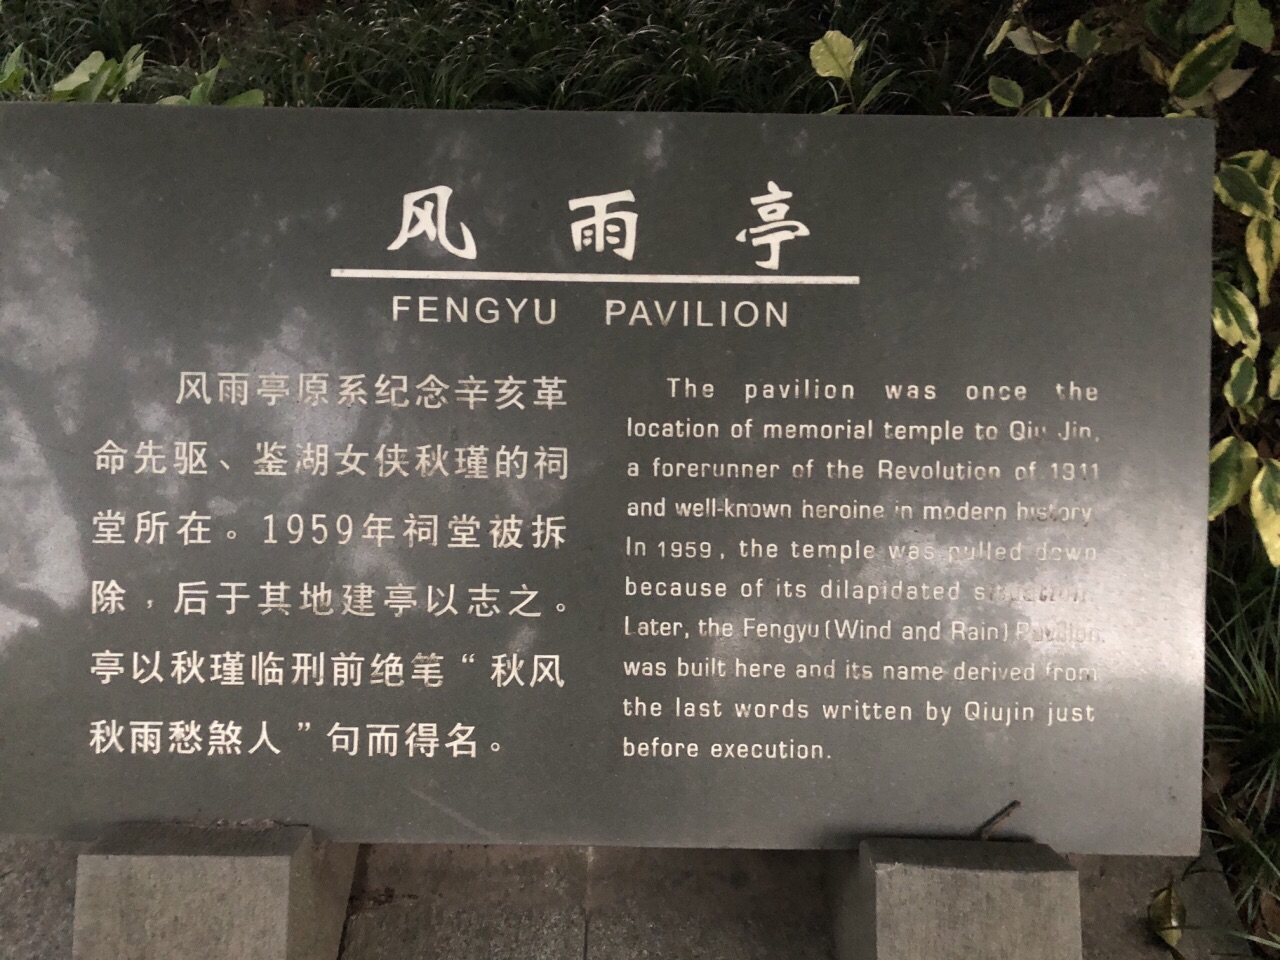 风雨亭
FENGYU PAVILION
风雨亭原系纪念辛亥革
命先驱、鉴湖女侠秋瑾的祠
堂所在。1959年祠堂被拆
除，后于其地建亭以志之。
亭以秋瑾临刑前绝笔“秋风
秋雨愁煞人”句而得名。
The pavilion was once the
location of memorial temple to Qiu Jin,
a forerunner of the Revolution of 1911
and well-known heroine in modern history.
In 1959, the temple was pulled down
because of its dilapidated situation.
Later, the Fengyu(Wind and Rain) Pavilion
was built here and its name derived from
the last words written by Qiujin just
before execution.